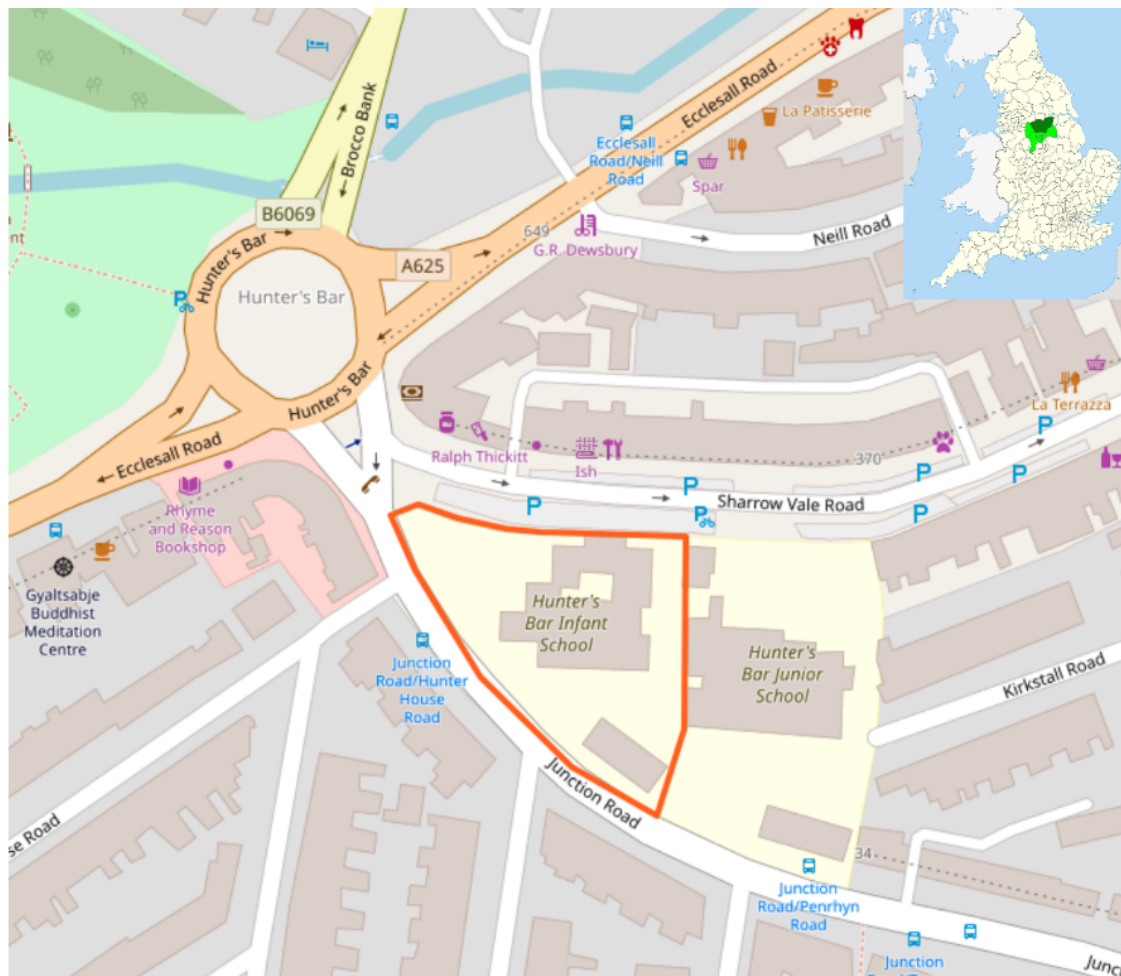 Brocco Bank
Ecclesall Road
La Patisserie
Ecclesall
Road/Neill
Road
Spar
B6069
Hunter's Bar
649
G.R. Dewsbury
Neill Road
A625
Hunter's Bar
Hunter's Bar
Ecclesall Road
P
La Terrazza
P
Ralph Thickitt
Ish
370
P
P
Sharrow Vale Road
P
P
P
Rhyme
and Reason
Bookshop
Gyaltsabje
Buddhist
Meditation
Centre
Hunter's
Bar Infant
School
Hunter's
Bar Junior
School
Junction
Road/Hunter
House
Road
Kirkstall Road
Junction Road
se Road
34
Junction
Road/Penrhyn
Road
Junction
Junc